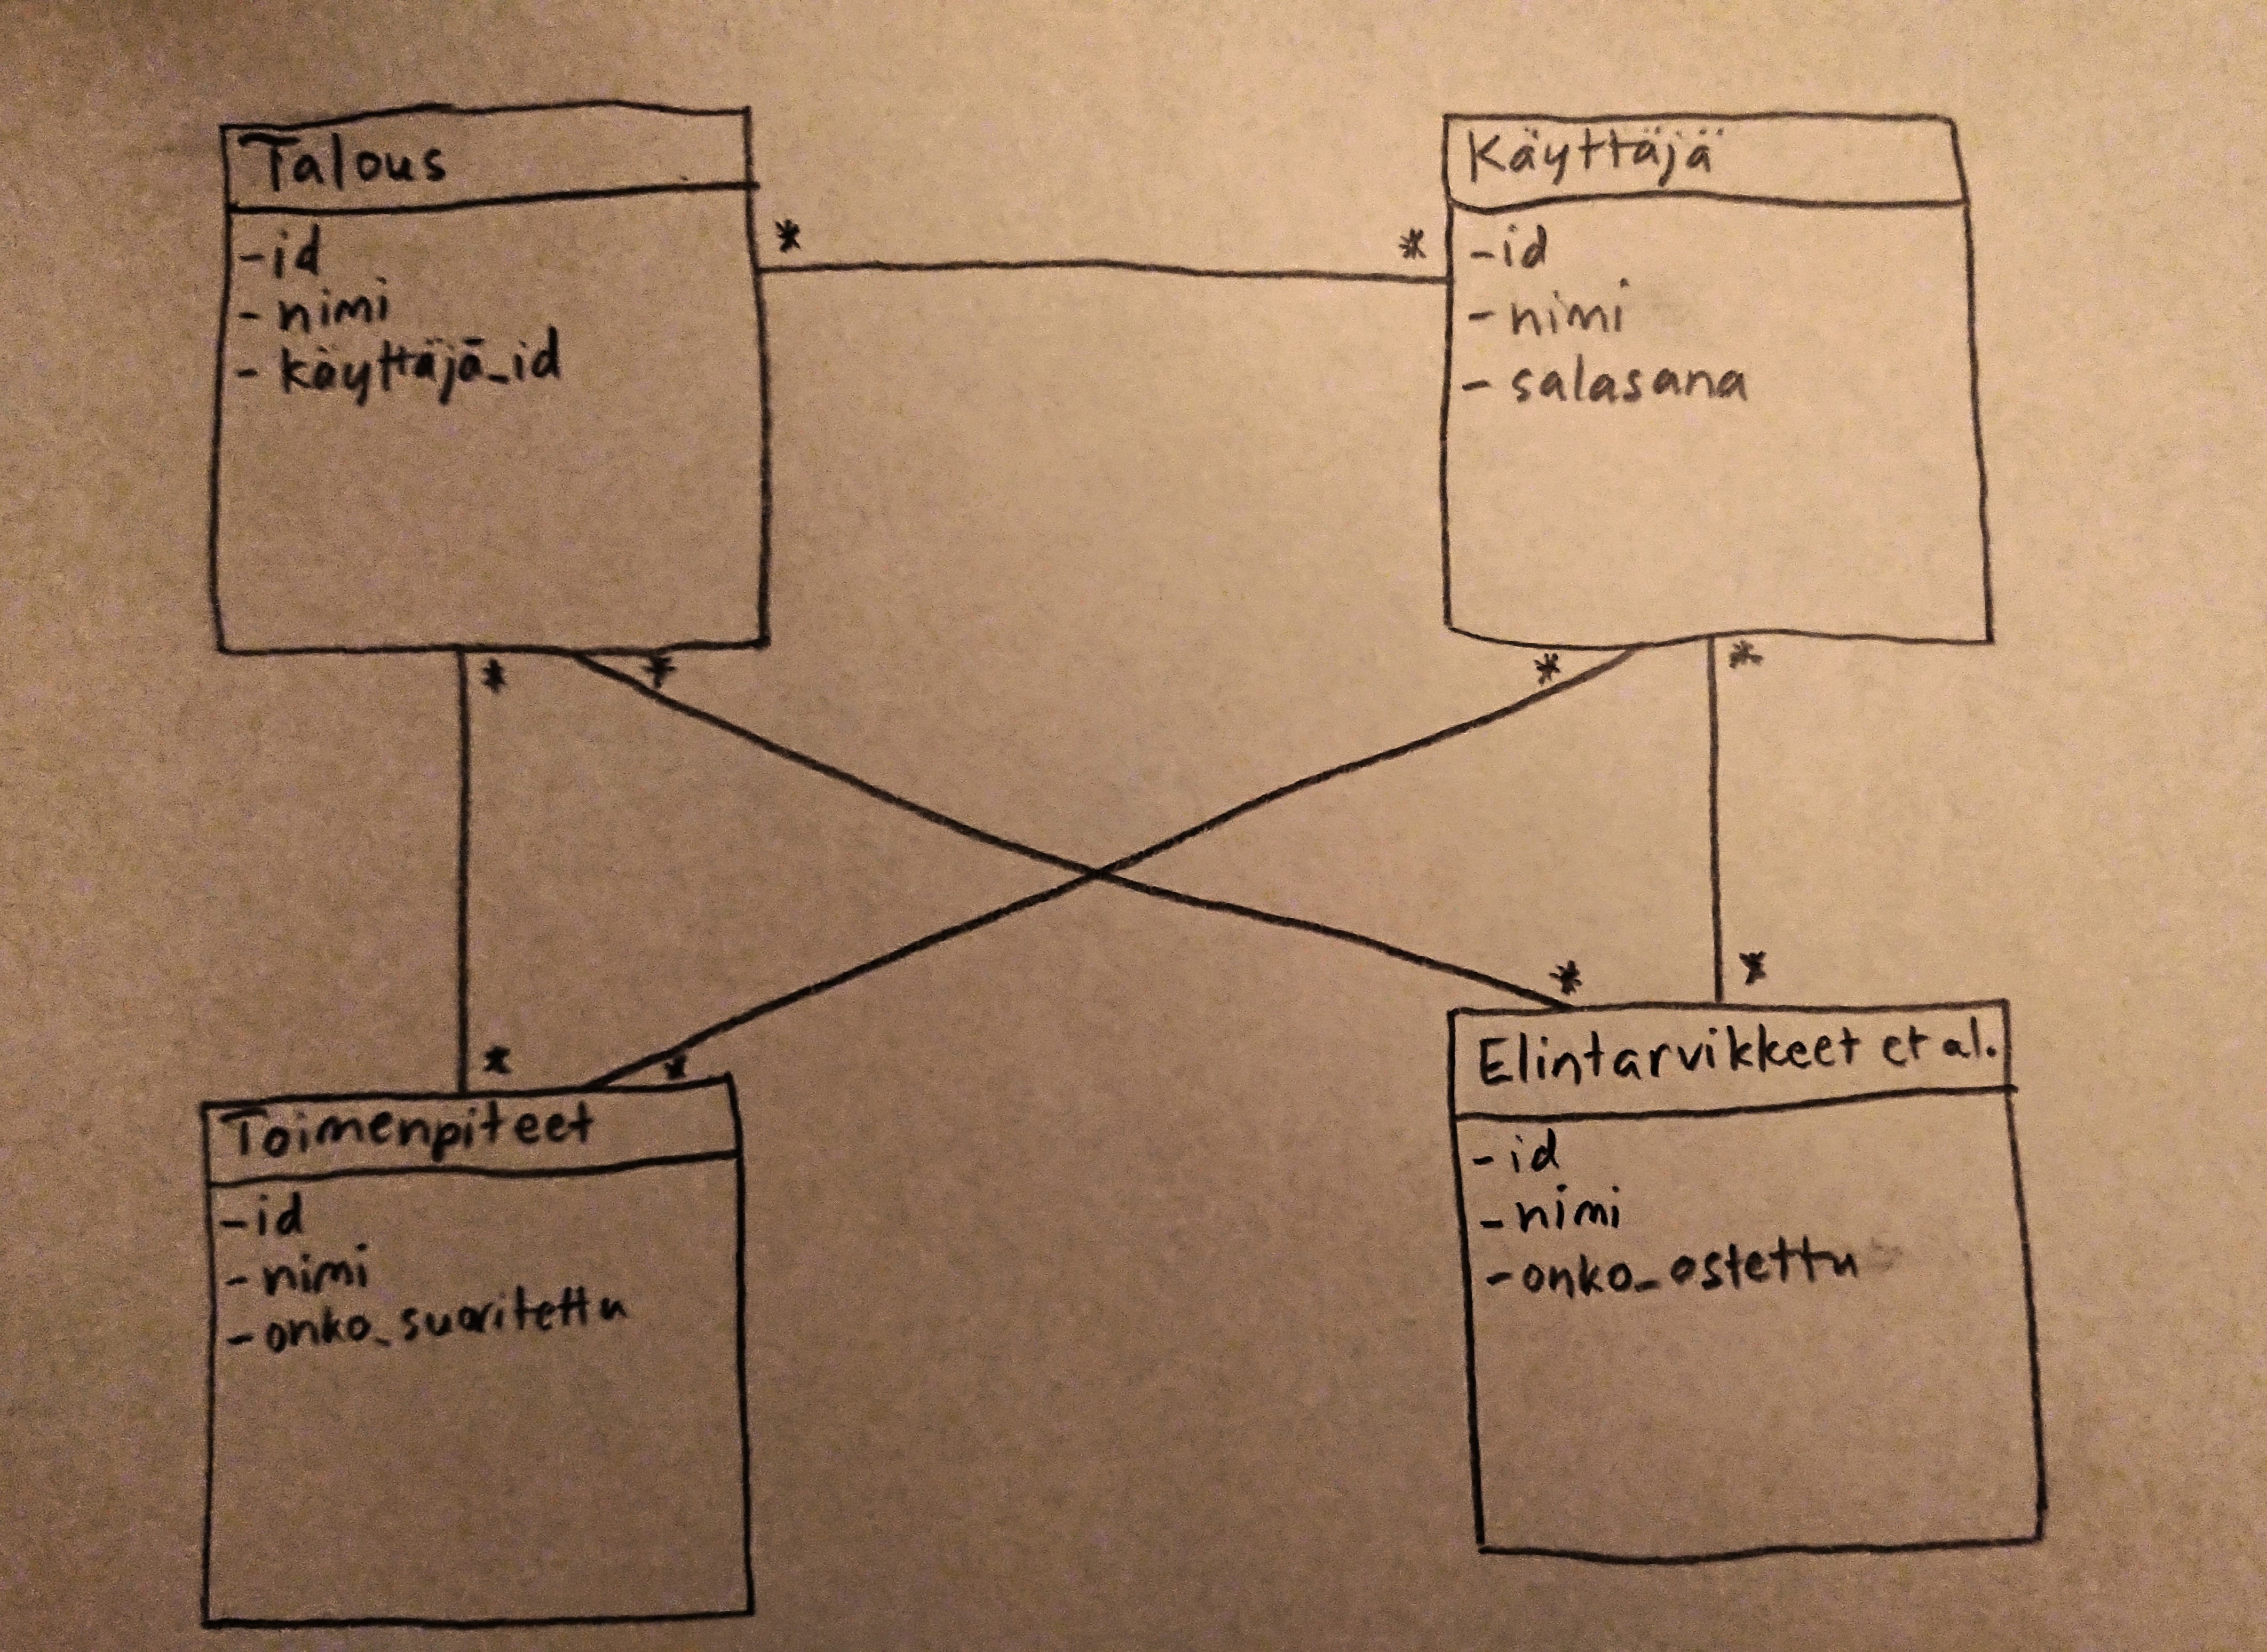 Talous
-id
- nimi
- käyttäjä_id
*
*
Käyttäjä
-id
- nimi
- salasana
*
*
*
*
*
*
*
*
Toimenpiteet
-id
- nimi
- onko_suoritettu
Elintarvikkeet et al.
- id
- nimi
- onko_ostettu